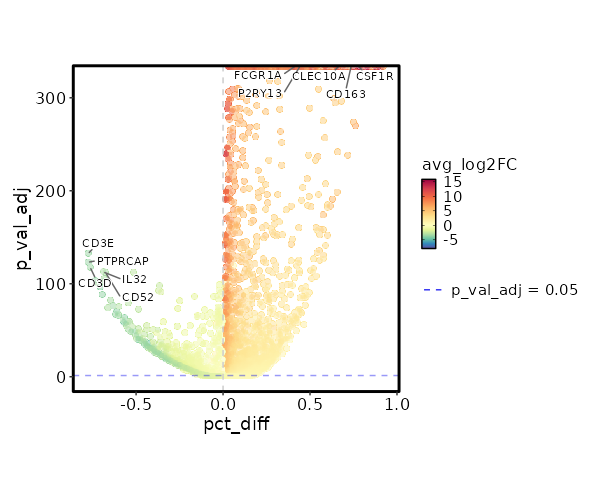 FCGR1A
CLEC10A
CSF1R
P2RY13
CD163
CD3E
PTPRCAP
CD3D
IL32
CD52
300
200
100
0
-0.5
0.0
0.5
1.0
pct_diff
p_val_adj
avg_log2FC
15
10
5
0
-5
p_val_adj = 0.05